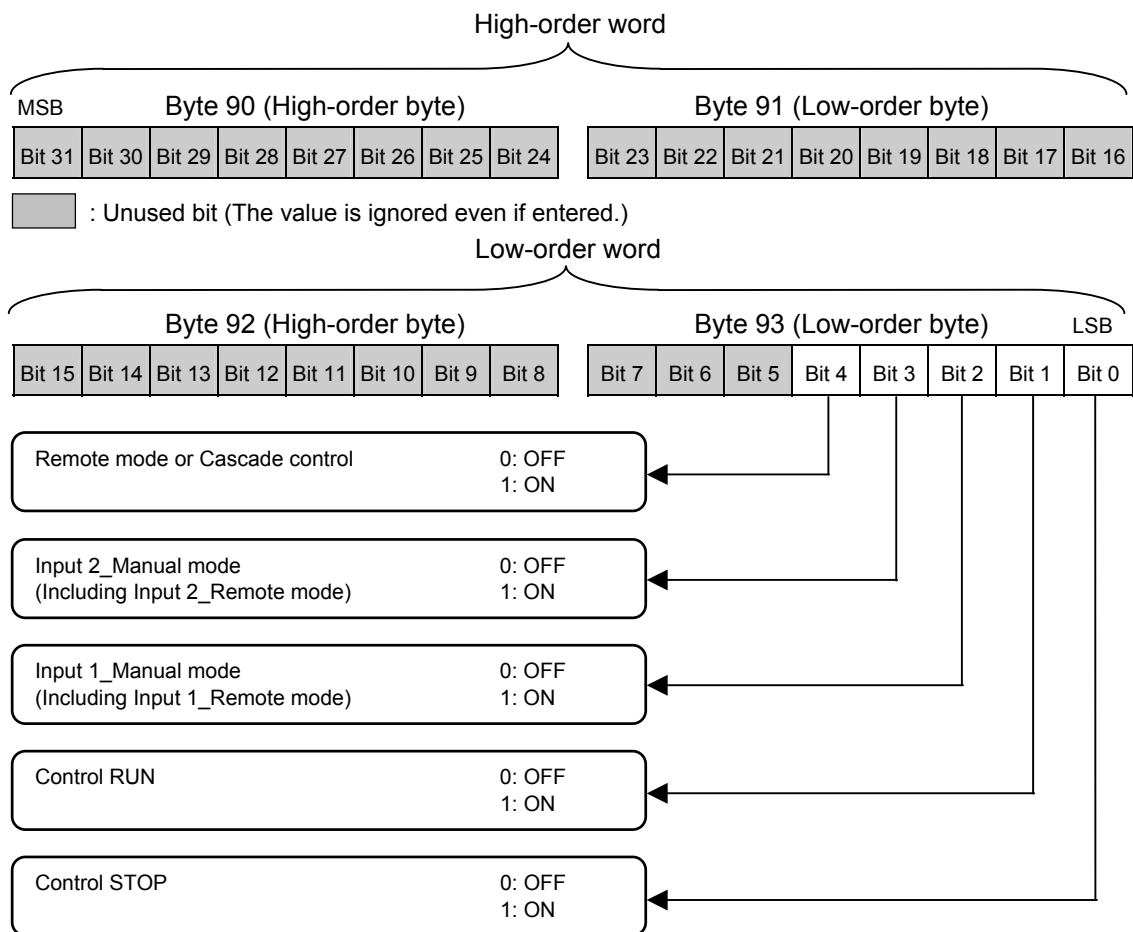 High-order word
MSB Byte 90 (High-order byte) Byte 91 (Low-order byte)
Bit 31 Bit 30 Bit 29 Bit 28 Bit 27 Bit 26 Bit 25 Bit 24 Bit 23 Bit 22 Bit 21 Bit 20 Bit 19 Bit 18 Bit 17 Bit 16
: Unused bit (The value is ignored even if entered.)
Low-order word
Byte 92 (High-order byte) Byte 93 (Low-order byte) LSB
Bit 15 Bit 14 Bit 13 Bit 12 Bit 11 Bit 10 Bit 9 Bit 8 Bit 7 Bit 6 Bit 5 Bit 4 Bit 3 Bit 2 Bit 1 Bit 0
Remote mode or Cascade control 0: OFF
1: ON
Input 2_Manual mode 0: OFF
(Including Input 2_Remote mode) 1: ON
Input 1_Manual mode 0: OFF
(Including Input 1_Remote mode) 1: ON
Control RUN 0: OFF
1: ON
Control STOP 0: OFF
1: ON